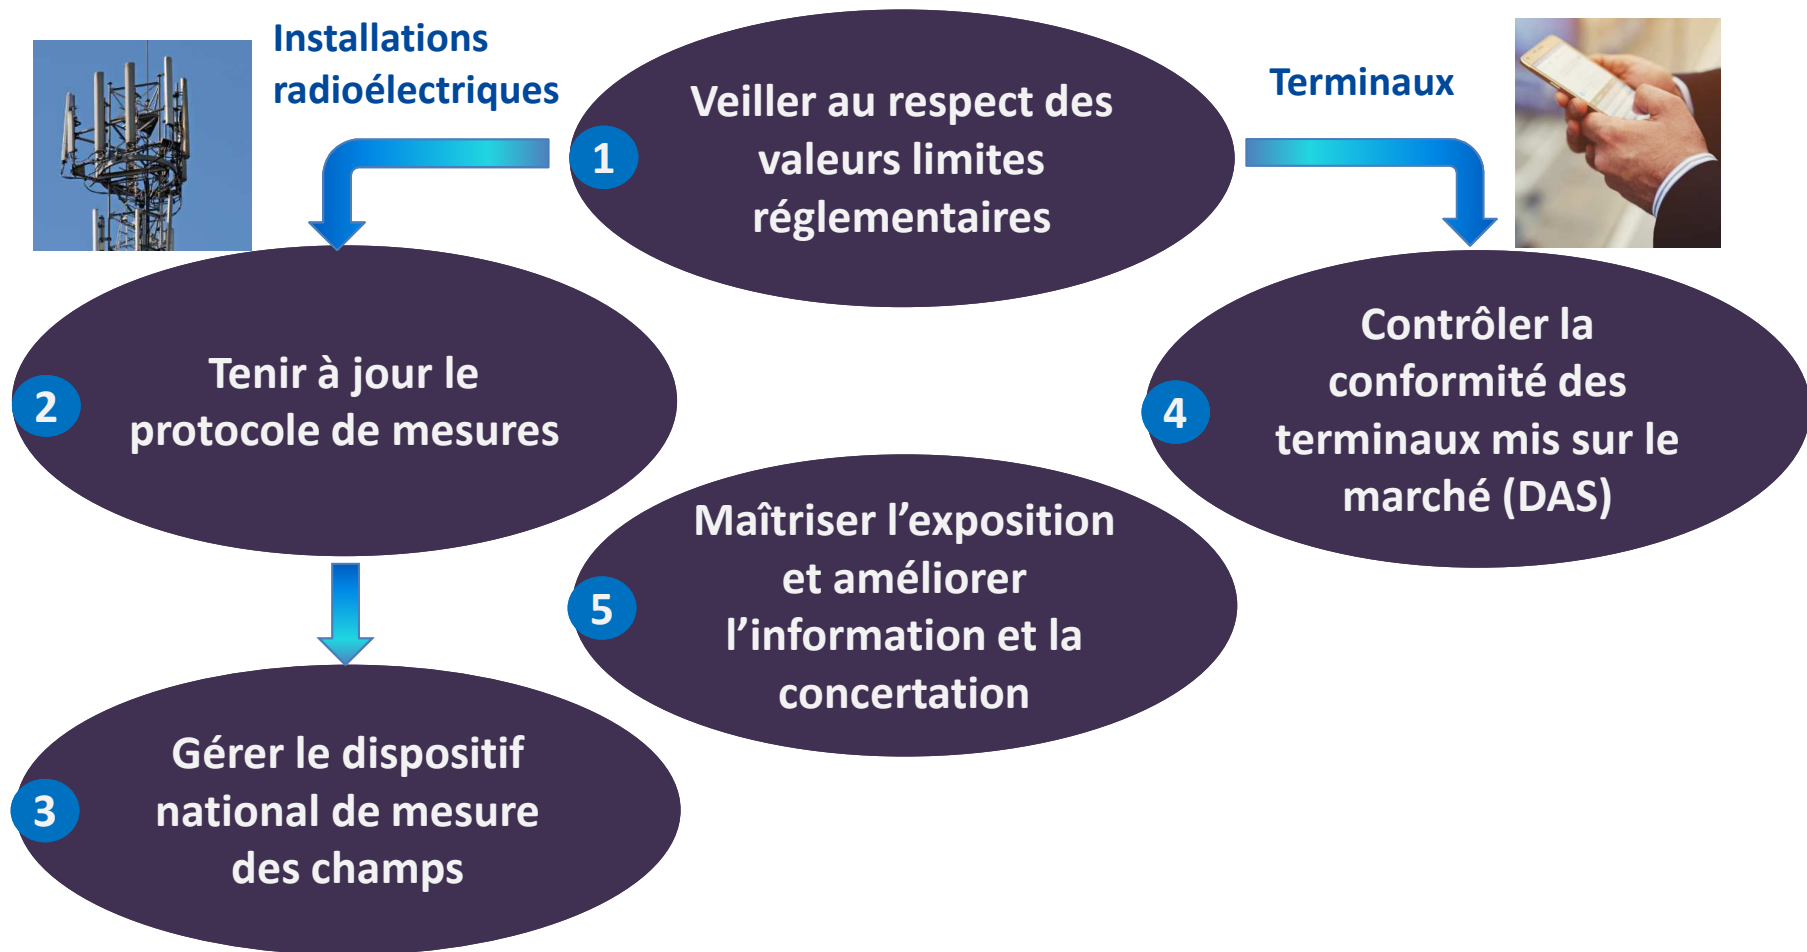 Installations
radioélectriques
Terminaux
1
Veiller au respect des
valeurs limites
réglementaires
2
Tenir à jour le
protocole de mesures
3
Gérer le dispositif
national de mesure
des champs
4
Contrôler la
conformité des
terminaux mis sur le
marché (DAS)
5
Maîtriser l’exposition
et améliorer
l’information et la
concertation